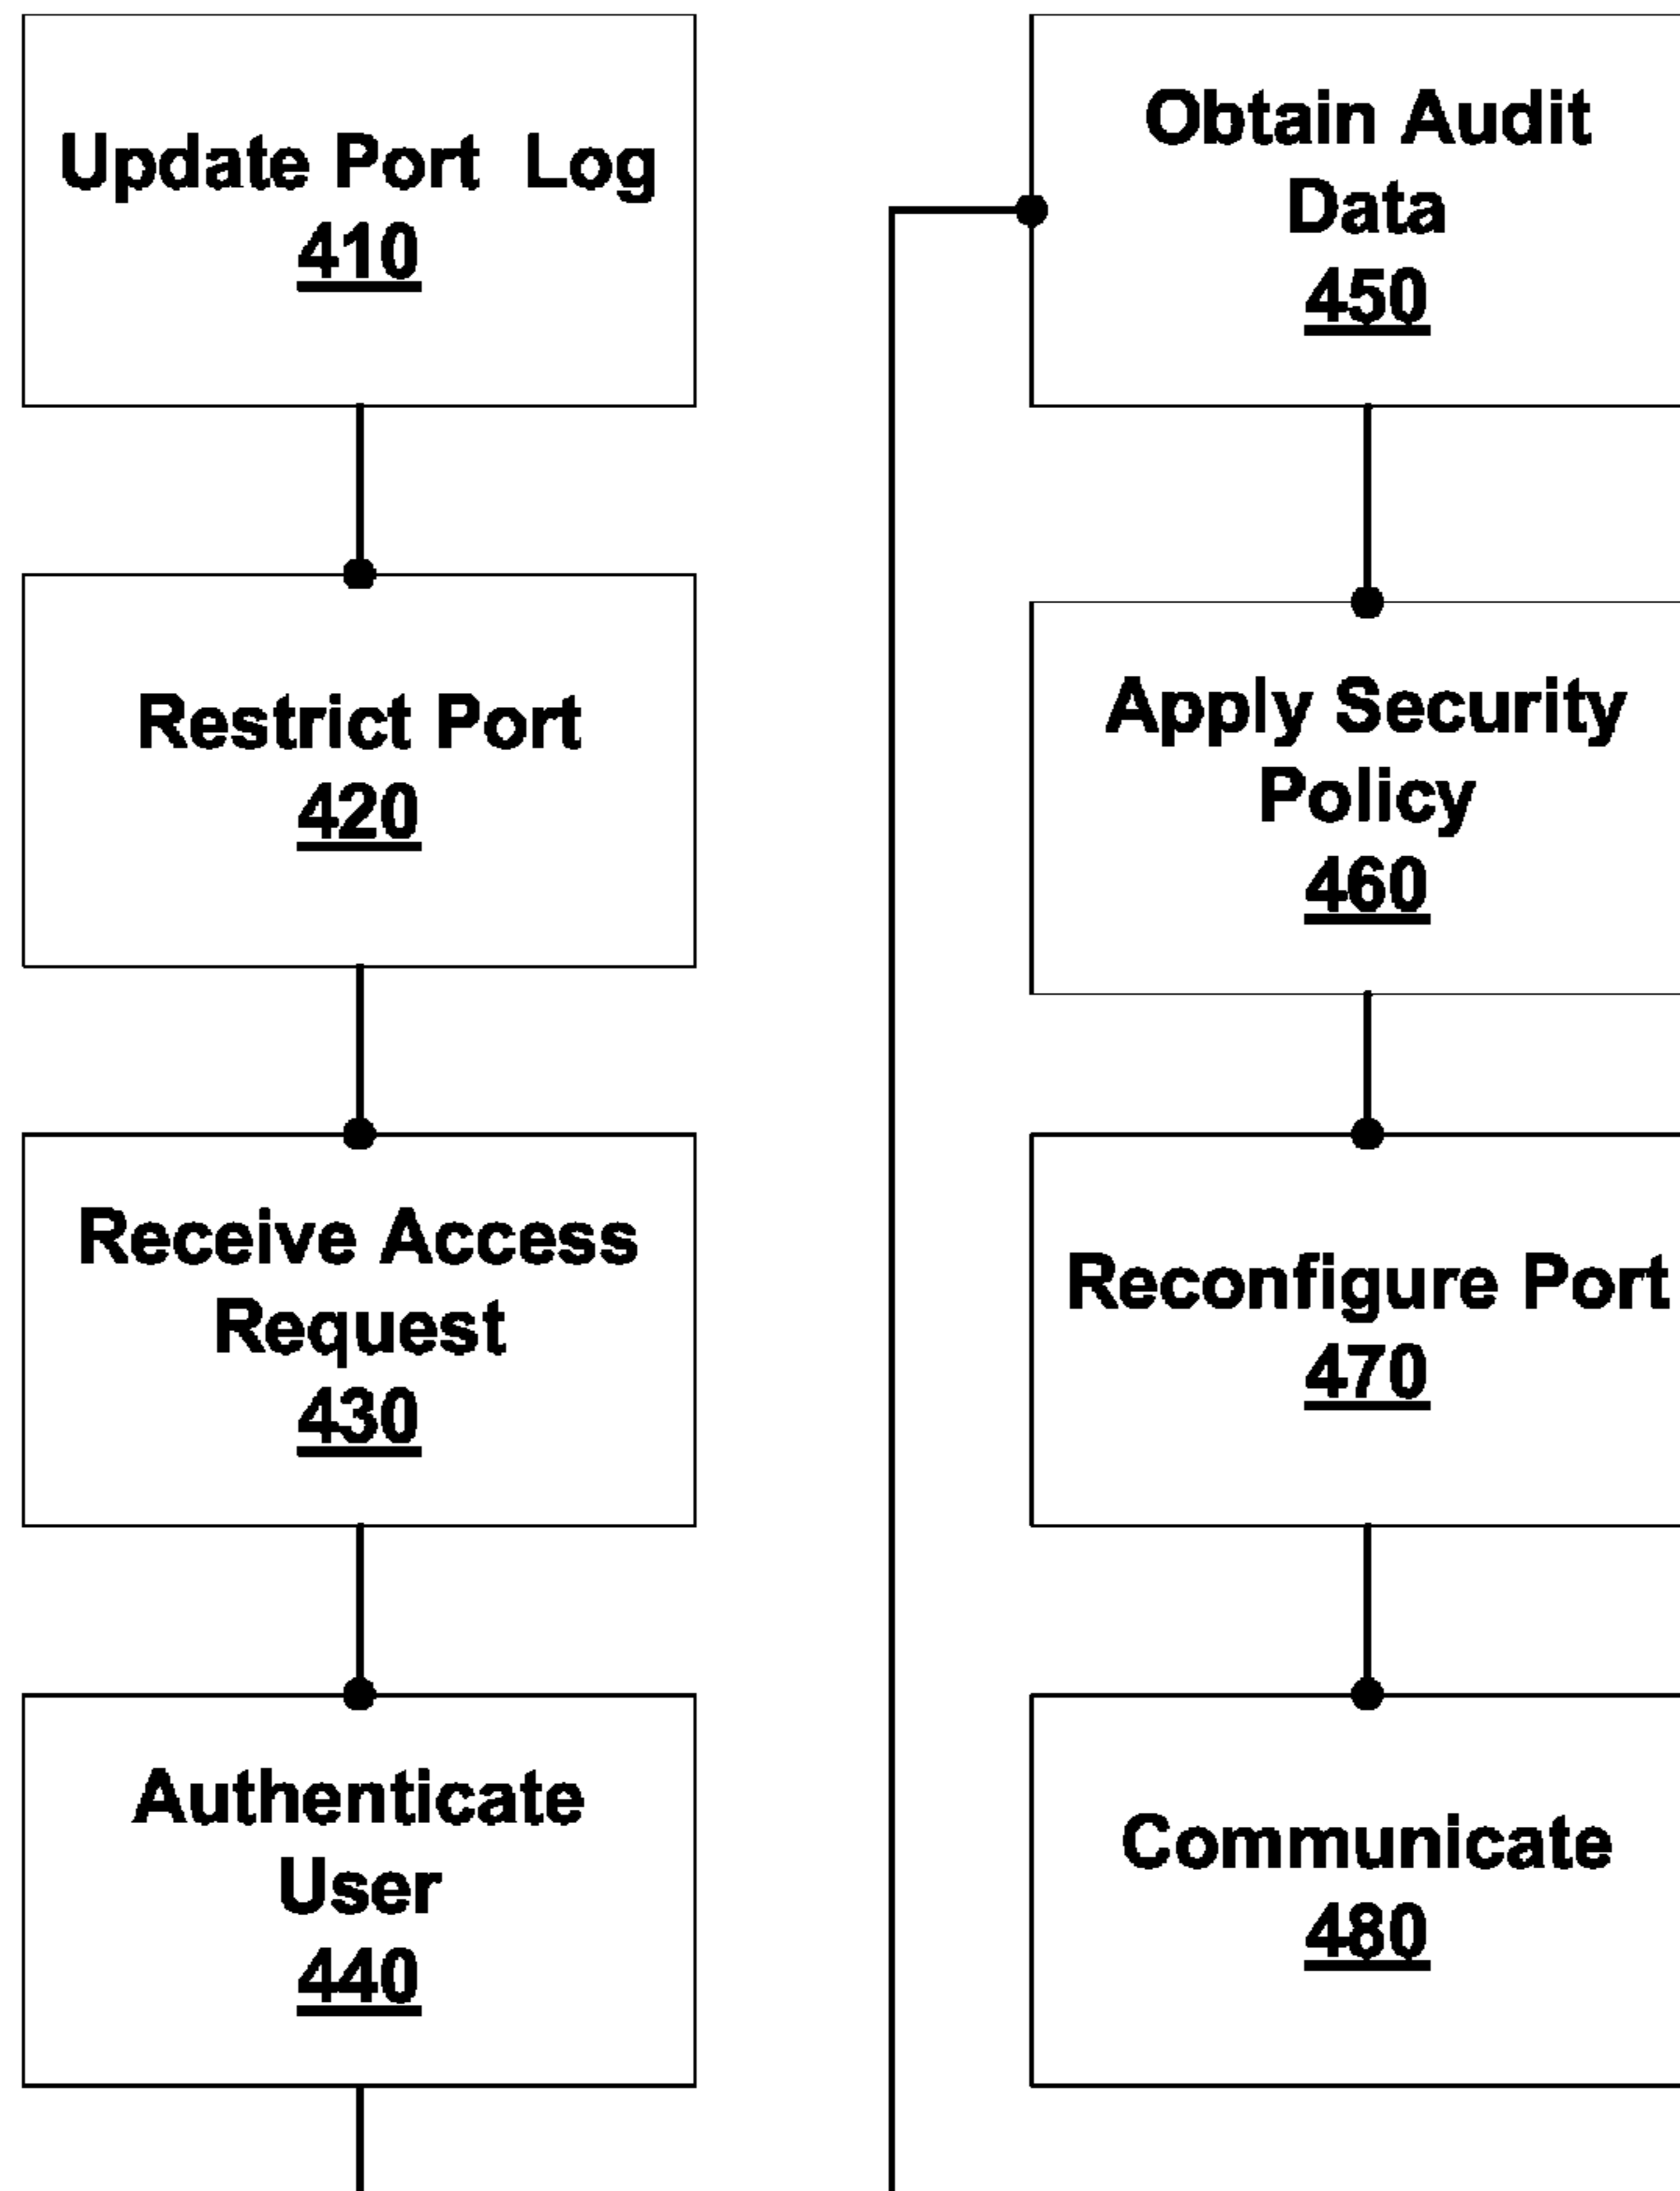 Update Port Log
410
Restrict Port
420
Receive Access
Request
430
Authenticate
User
440
Obtain Audit
Data
450
Apply Security
Policy
460
Reconfigure Port
470
Communicate
480